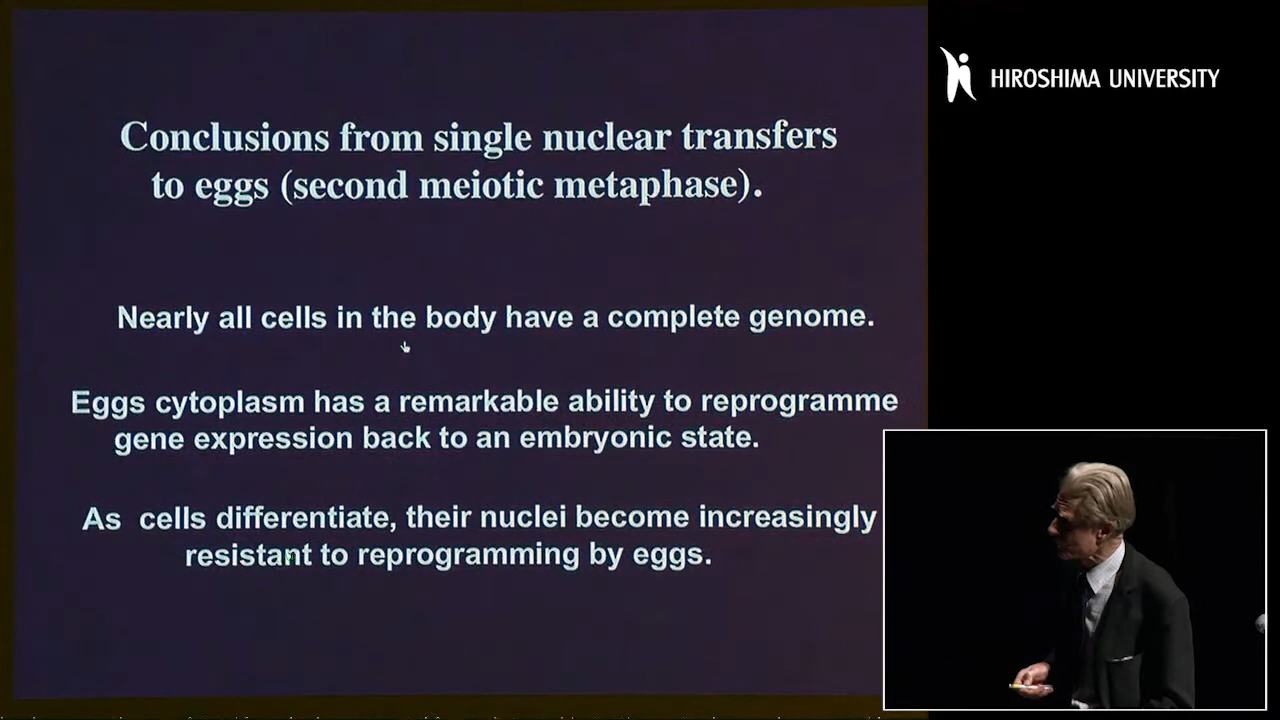 Conclusions from single nuclear transfers
to eggs (second meiotic metaphase).
Nearly all cells in the body have a complete genome.
Eggs cytoplasm has a remarkable ability to reprogramme
gene expression back to an embryonic state.
As cells differentiate, their nuclei become increasingly
resistant to reprogramming by eggs.
HIROSHIMA UNIVERSITY